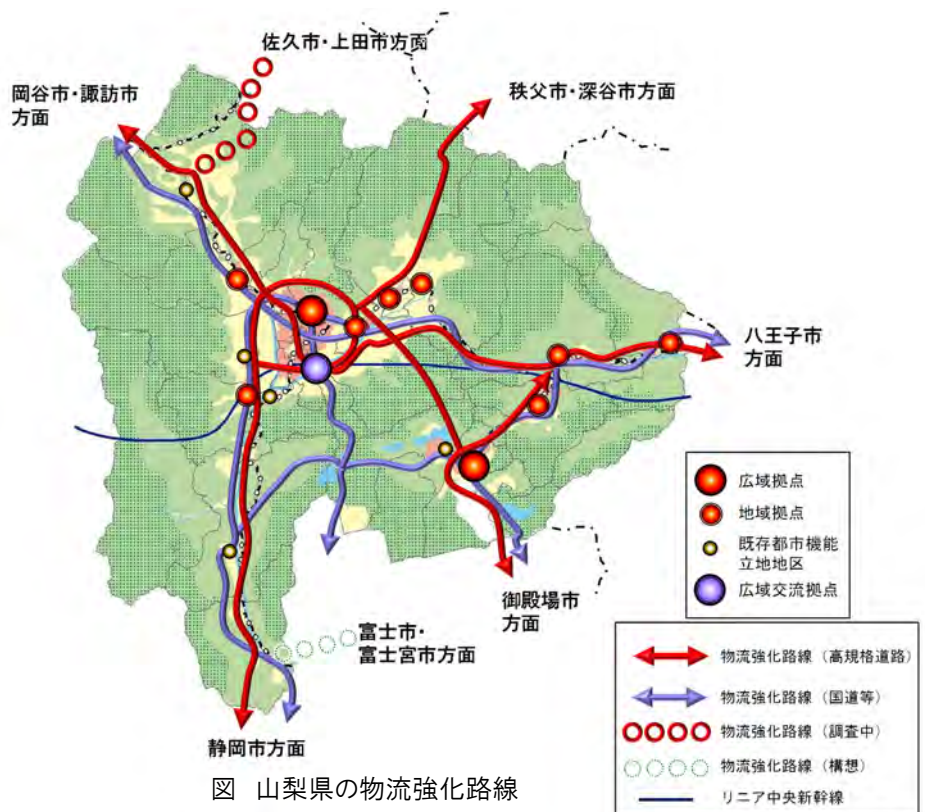 佐久市・上田市方面
岡谷市・諏訪市
方面
秩父市・深谷市方面
八王子市
方面
広域拠点
地域拠点
既存都市機能
立地地区
広域交流拠点
御殿場市
方面
富士市・
富士宮市方面
静岡市方面
物流強化路線（高規格道路）
物流強化路線（国道等）
物流強化路線（調査中）
物流強化路線（構想）
リニア中央新幹線
図 山梨県の物流強化路線